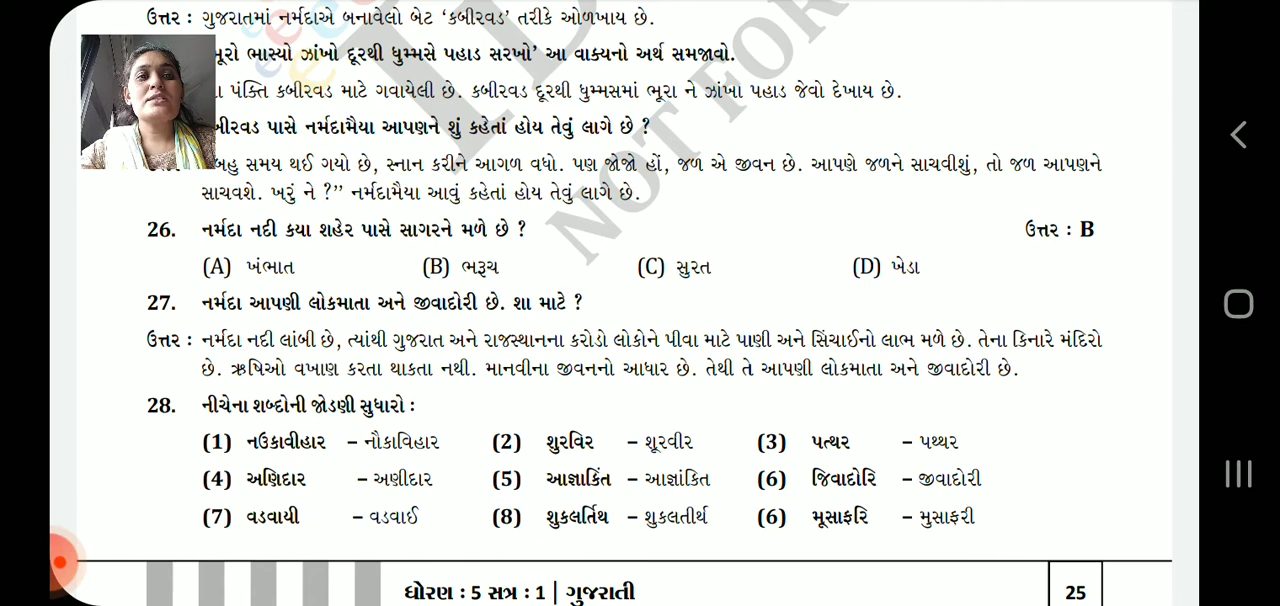 ઉત્તર : ગુજરાતમાં નર્મદાએ બનાવેલો બેટ ‘કબીરવડ’ તરીકે ઓળખાય છે.
ભાસ્યો ઝાંખો દૂરથી ધુમ્મસે પહાડ સરખો’ આ વાક્યનો અર્થ સમજાવો.
પંક્તિ કબીરવડ માટે ગવાયેલી છે. કબીરવડ દૂરથી ધુમ્મસમાં ભૂરા ને ઝાંખા પહાડ જેવો દેખાય છે.
પાસે નર્મદામૈયા આપણને શું કહેતાં હોય તેવું લાગે છે ?
બહુ સમય થઈ ગયો છે, સ્નાન કરીને આગળ વધો. પણ જોજો હોં, જળ એ જીવન છે. આપણે જળને સાચવીશું, તો જળ આપણને
સાચવશે. ખરું ને ?” નર્મદામૈયા આવું કહેતાં હોય તેવું લાગે છે.
26. નર્મદા નદી કયા શહેર પાસે સાગરને મળે છે ? ઉત્તર : B
(A) ખંભાત (B) ભરૂચ (C) સુરત (D) ખેડા
27. નર્મદા આપણી લોકમાતા અને જીવાદોરી છે. શા માટે ?
ઉત્તર : નર્મદા નદી લાંબી છે, ત્યાંથી ગુજરાત અને રાજસ્થાનના કરોડો લોકોને પીવા માટે પાણી અને સિંચાઈનો લાભ મળે છે. તેના કિનારે મંદિરો
છે. ઋષિઓ વખાણ કરતા થાકતા નથી. માનવીના જીવનનો આધાર છે. તેથી તે આપણી લોકમાતા અને જીવાદોરી છે.
28. નીચેના શબ્દોની જોડણી સુધારો :
(1) નઉકાવીહાર – નૌકાવિહાર (2) શુરવિર – શૂરવીર (3) પત્થર – પથ્થર
(4) અણિદાર – અણીદાર (5) આજ્ઞાકિંત – આજ્ઞાંકિત (6) જિવાદોરિ – જીવાદોરી
(7) વડવાયી – વડવાઈ (8) શુકલર્તિથ – શુકલતીર્થ (6) મૂસાફરિ – મુસાફરી
ધોરણ : 5 સત્ર : 1 | ગુજરાતી 25
NOT FOR